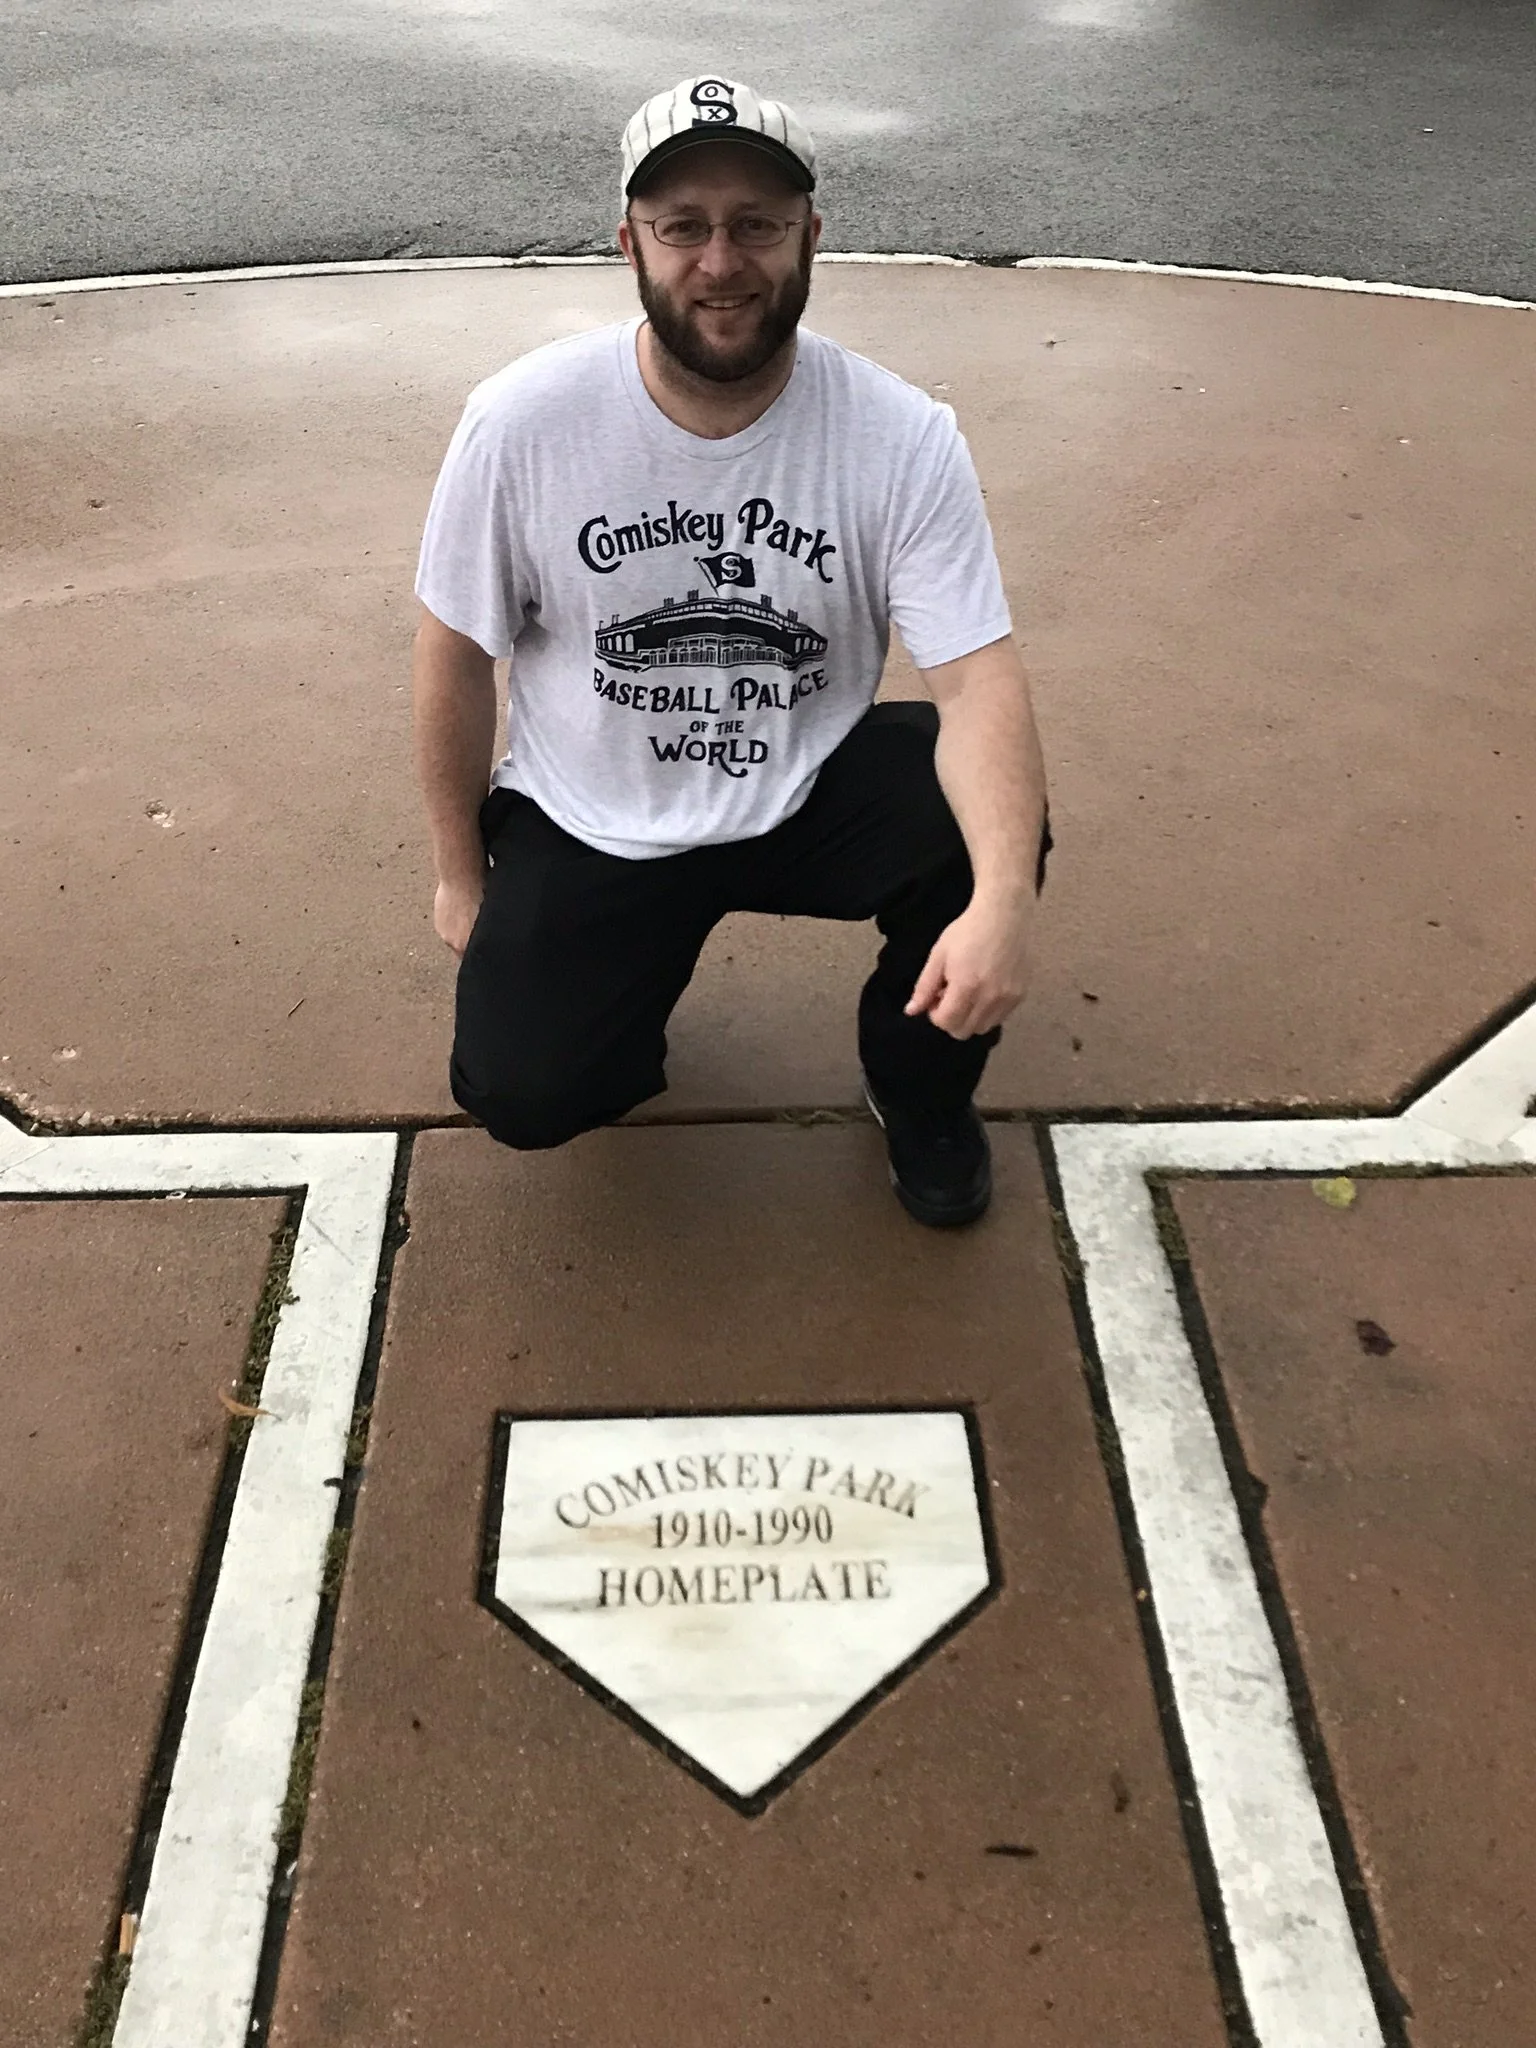 SOX
Comiskey Park
S
BASEBALL PALACE
OF THE
WORLD
COMISKEY PARK
1910-1990
HOMEPLATE